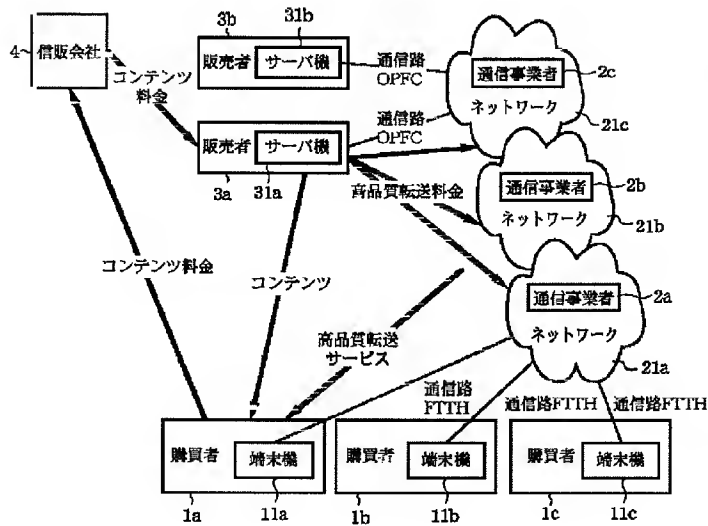 31b
3b
4 信販会社
販売者 サーバ機
通信路
OPFC
通信事業者
2c
コンテンツ
料金
ネットワーク
通信路
OPFC
21c
販売者 サーバ機
3a
31a
高品質転送料金
通信事業者
2b
ネットワーク
21b
コンテンツ料金
コンテンツ
通信事業者
2a
ネットワーク
高品質転送
サービス
21a
通信路
FTTH
通信路FTTH
通信路FTTH
購買者 端末機
購買者 端末機
購買者 端末機
1a
11a
1b
11b
1c
11c